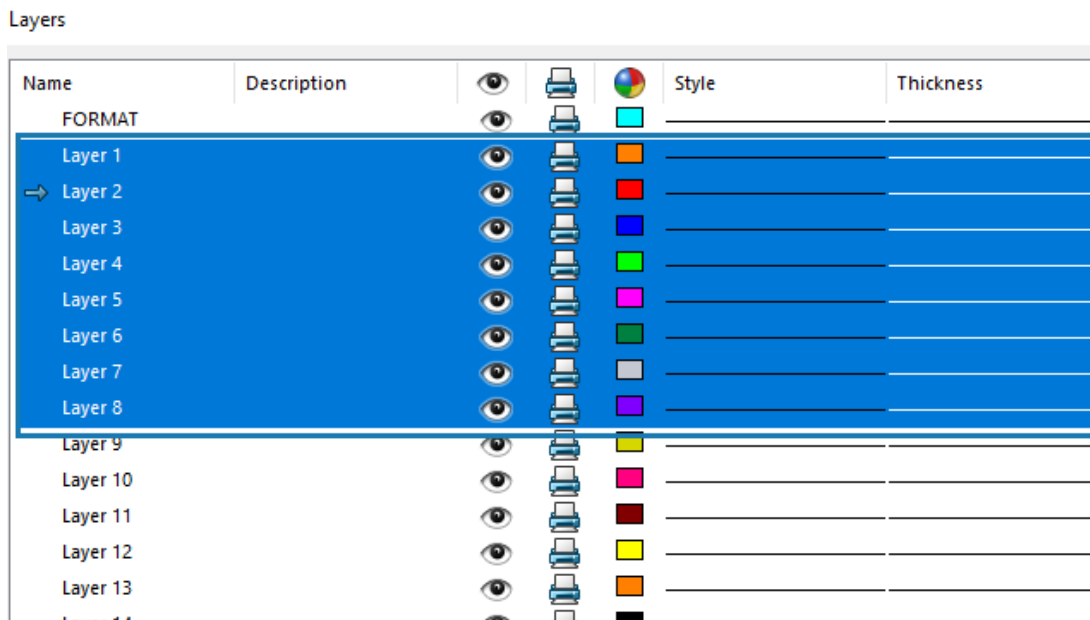 Layers
Name Description Style Thickness
FORMAT
Layer 1
Layer 2
Layer 3
Layer 4
Layer 5
Layer 6
Layer 7
Layer 8
Layer 9
Layer 10
Layer 11
Layer 12
Layer 13